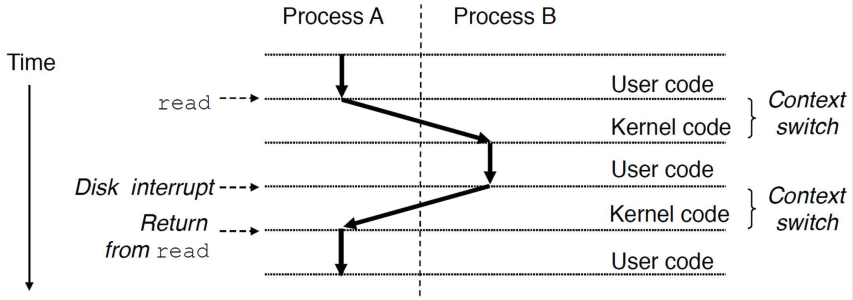 Process A
Process B
Time
User code
read
Context
switch
Kernel code
User code
Disk interrupt
Context
switch
Kernel code
Return
from read
User code